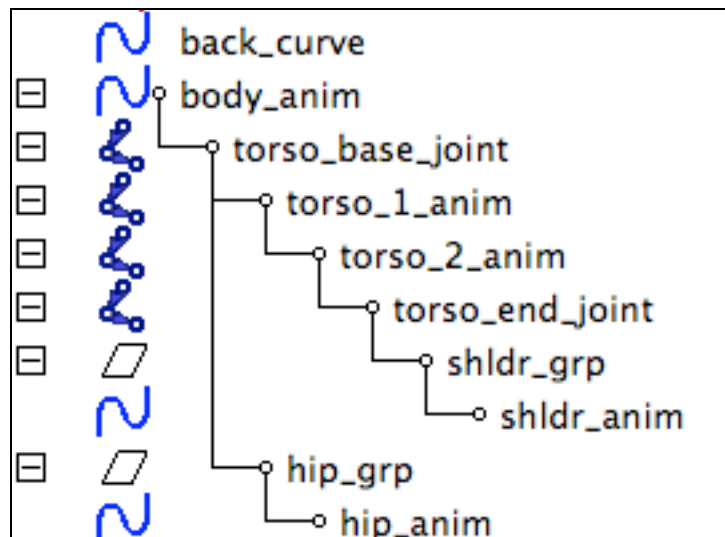 back_curve
body_anim
torso_base_joint
torso_1_anim
torso_2_anim
torso_end_joint
shldr_grp
shldr_anim
hip_grp
hip_anim